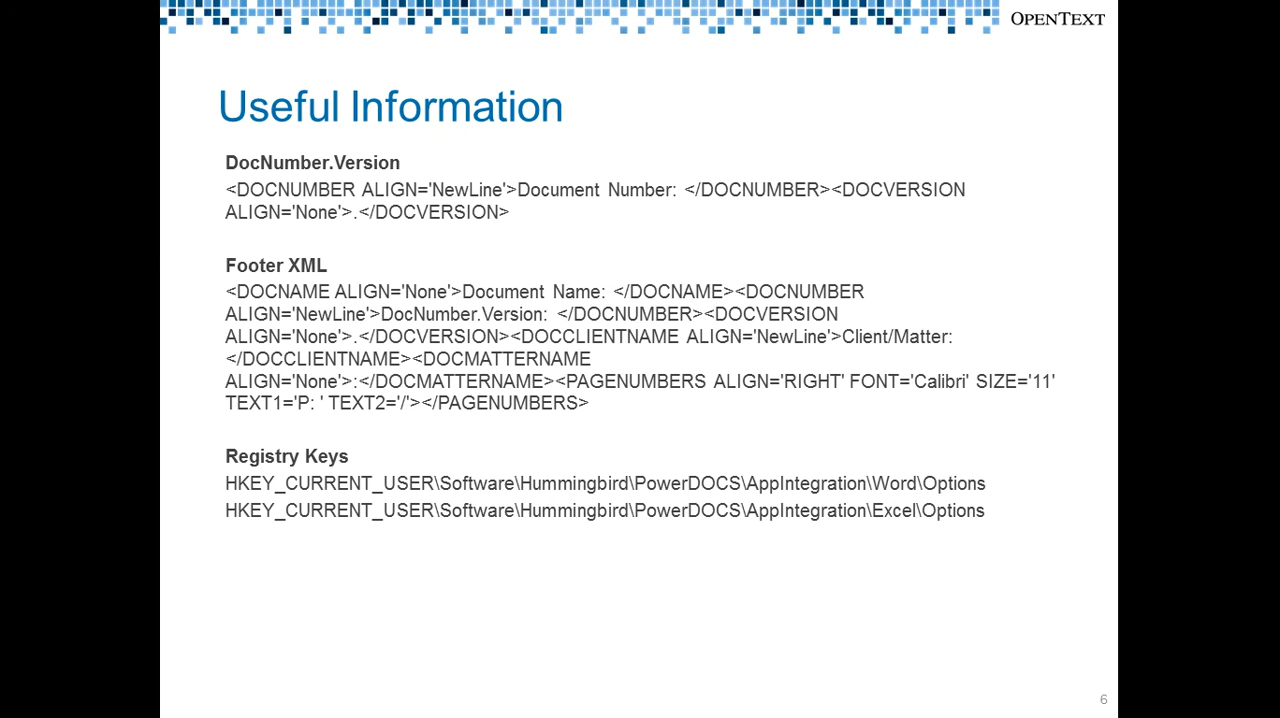 OPENTEXT
Useful Information
DocNumber.Version
<DOCNUMBER ALIGN='NewLine'>Document Number: </DOCNUMBER><DOCVERSION
ALIGN='None'>.</DOCVERSION>
Footer XML
<DOCNAME ALIGN='None'>Document Name: </DOCNAME><DOCNUMBER
ALIGN='NewLine'>DocNumber.Version: </DOCNUMBER><DOCVERSION
ALIGN='None'>.</DOCVERSION><DOCCLIENTNAME ALIGN='NewLine'>Client/Matter:
</DOCCLIENTNAME><DOCMATTERNAME
ALIGN='None'>:</DOCMATTERNAME><PAGENUMBERS ALIGN='RIGHT' FONT='Calibri' SIZE='11'
TEXT1='P: ' TEXT2='/'></PAGENUMBERS>
Registry Keys
HKEY_CURRENT_USER\Software\Hummingbird\PowerDOCS\AppIntegration\Word\Options
HKEY_CURRENT_USER\Software\Hummingbird\PowerDOCS\AppIntegration\Excel\Options
6